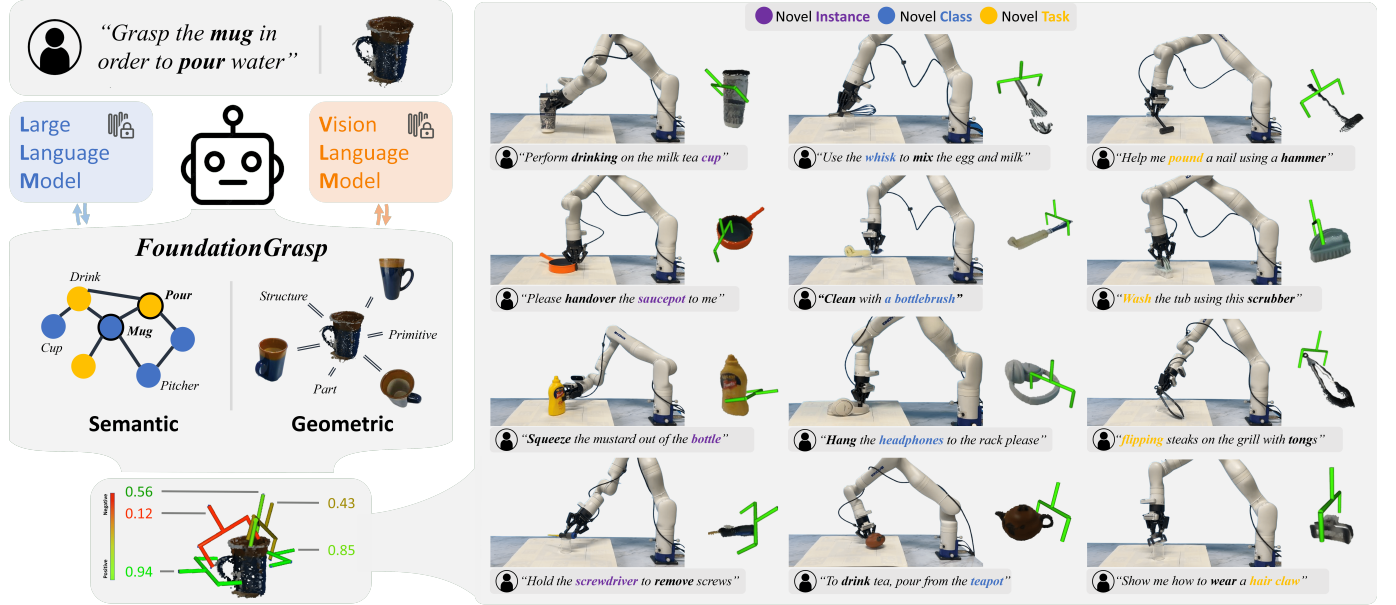 “Grasp the mug in
order to pour water”
Large
Language
Model
Vision
Language
Model
FoundationGrasp
Drink
Pour
Mug
Cup
Pitcher
Semantic
Structure
Primitive
Part
Geometric
Negative
Positive
0.56
0.12
0.94
0.43
0.85
Novel Instance
Novel Class
Novel Task
“Perform drinking on the milk tea cup”
“Use the whisk to mix the egg and milk”
“Help me pound a nail using a hammer”
“Please handover the saucepot to me”
“Clean with a bottlebrush”
“Wash the tub using this scrubber”
“Squeeze the mustard out of the bottle”
“Hang the headphones to the rack please”
“flipping steaks on the grill with tongs”
“Hold the screwdriver to remove screws”
“To drink tea, pour from the teapot”
“Show me how to wear a hair claw”